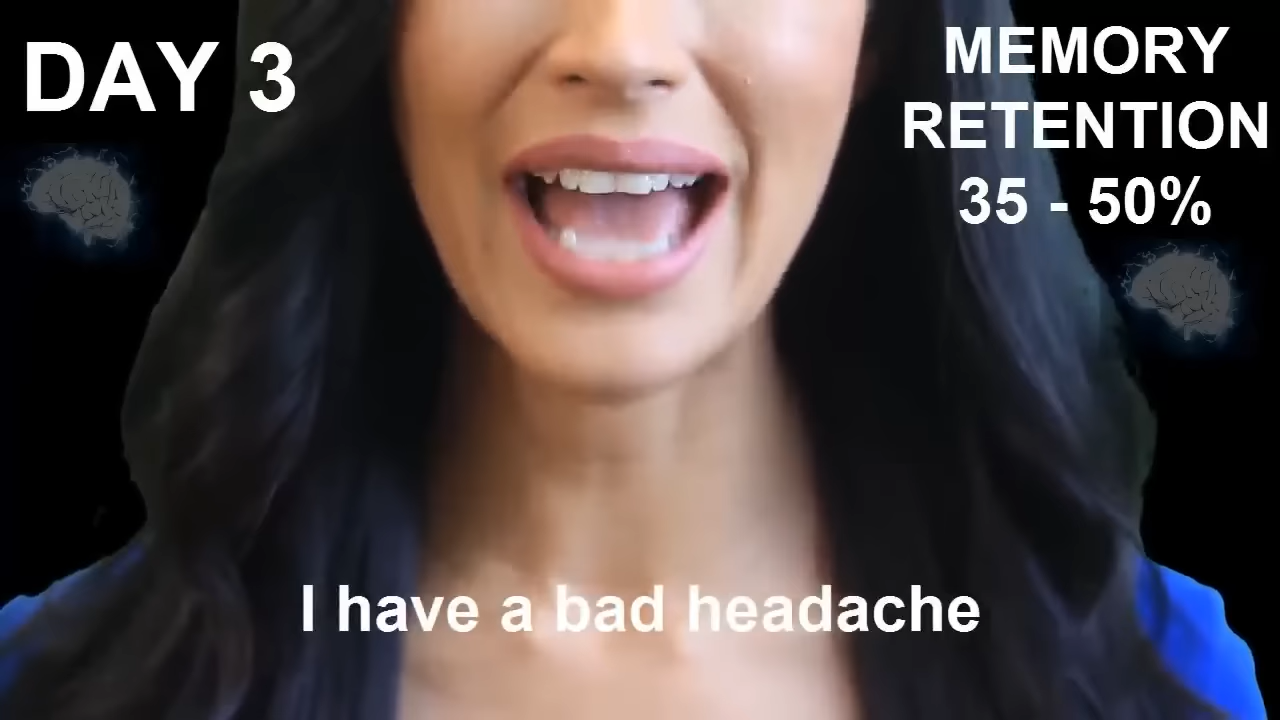 DAY 3
MEMORY
RETENTION
35 - 50%
I have a bad headache